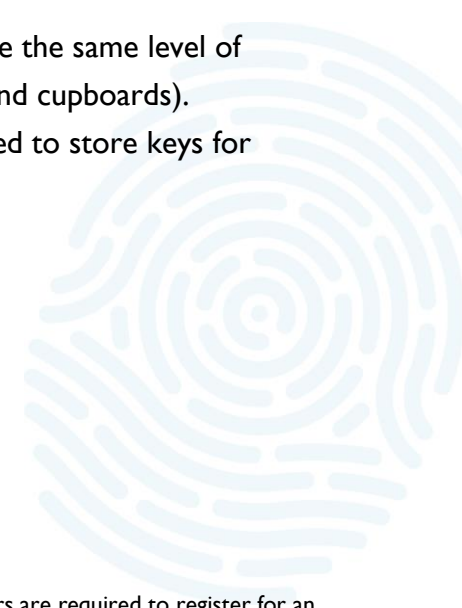 e the same level of
nd cupboards).
ed to store keys for
rs are required to register for an